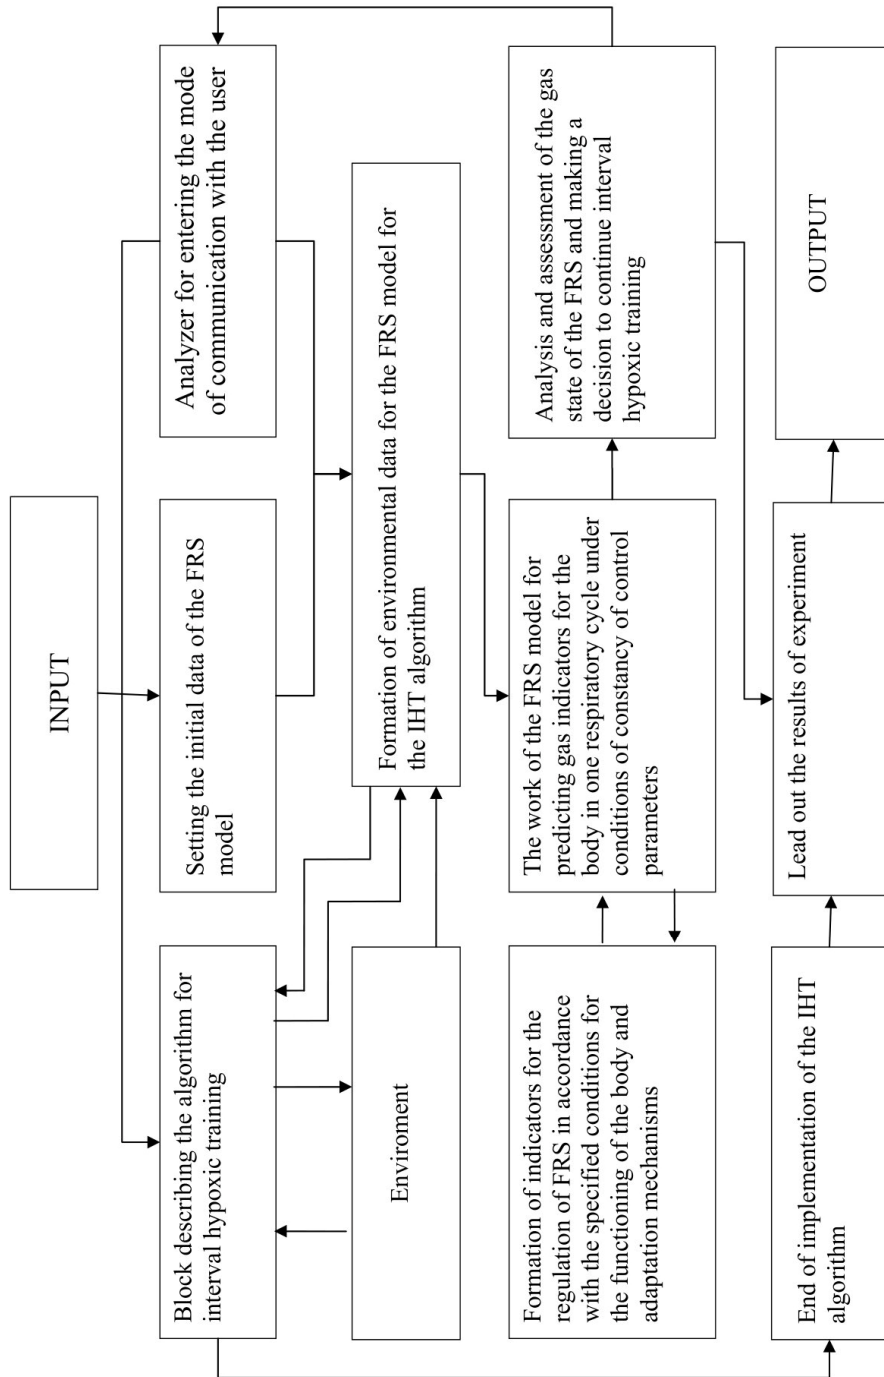 INPUT
Block describing the algorithm for
interval hypoxic training
Setting the initial data of the FRS
model
Analyzer for entering the mode
of communication with the user
Enviroment
Formation of environmental data for the FRS model for
the IHT algorithm
Formation of indicators for the
regulation of FRS in accordance
with the specified conditions for
the functioning of the body and
adaptation mechanisms
The work of the FRS model for
predicting gas indicators for the
body in one respiratory cycle under
conditions of constancy of control
parameters
Analysis and assessment of the gas
state of the FRS and making a
decision to continue interval
hypoxic training
End of implementation of the IHT
algorithm
Lead out the results of experiment
OUTPUT